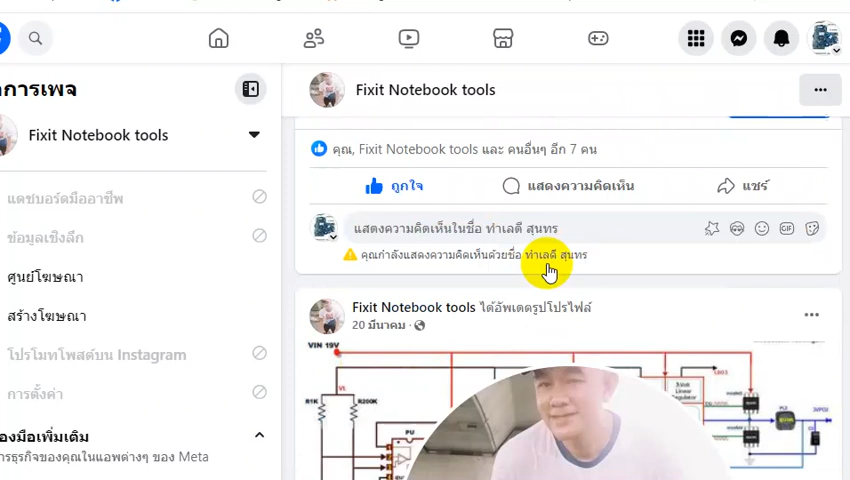 การเพจ
Fixit Notebook tools
แดชบอร์ดมืออาชีพ
ข้อมูลเชิงลึก
ศูนย์โฆษณา
สร้างโฆษณา
โปรโมทโพสต์บน Instagram
การตั้งค่า
องมือเพิ่มเติม
ารธุรกิจของคุณในแอพต่างๆ ของ Meta
Fixit Notebook tools
คุณ, Fixit Notebook tools และ คนอื่นๆ อีก 7 คน
ถูกใจ
แสดงความคิดเห็น
แชร์
แสดงความคิดเห็นในชื่อ ทำเลดี สุนทร
GIF
คุณกำลังแสดงความคิดเห็นด้วยชื่อ ทำเลดี สุนทร
Fixit Notebook tools ได้อัพเดตรูปโปรไฟล์
20 มีนาคม
VIN 19V
R1K
R200K
PU
3Volt
Linear
Regulator